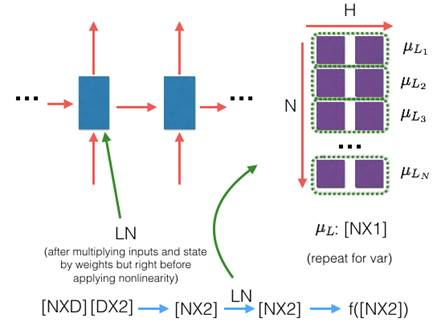 H
N
μL1
μL2
μL3
...
μLN
... ...
LN
(after multiplying inputs and state
by weights but right before
applying nonlinearity)
μL: [NX1]
(repeat for var)
LN
[NXD][DX2] [NX2] [NX2] f([NX2])